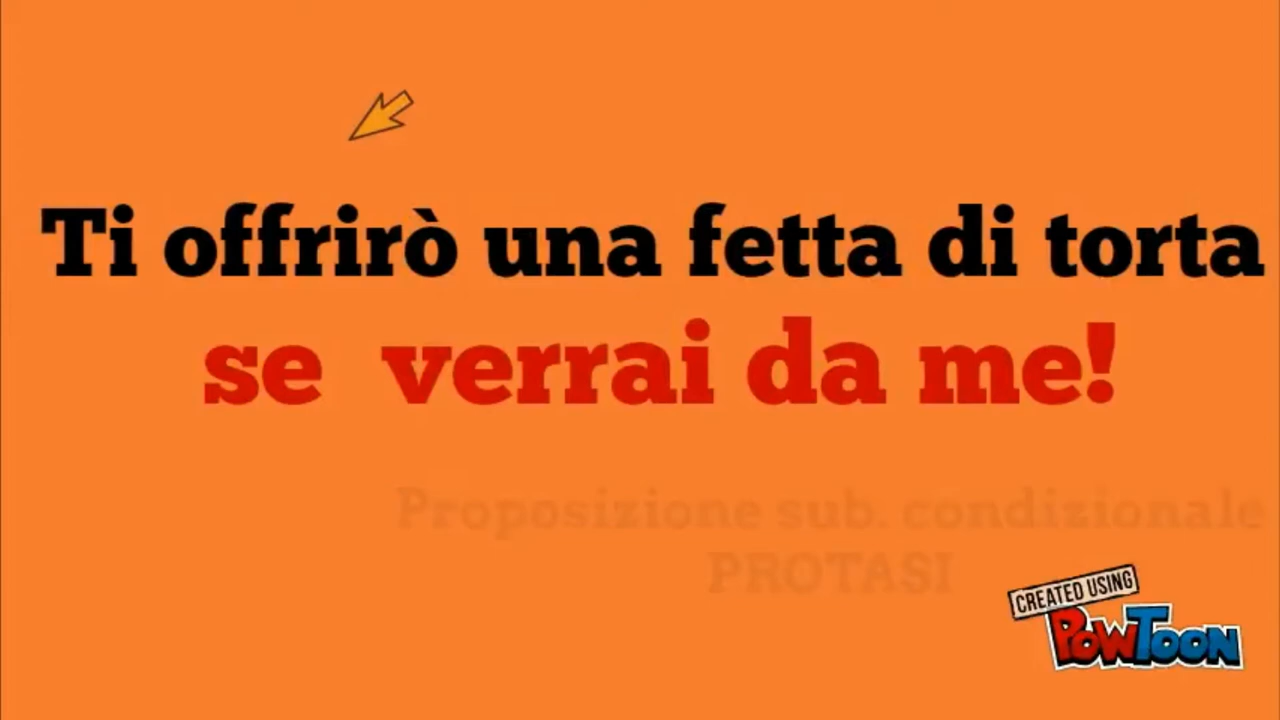 Ti offrirò una fetta di torta
se verrai da me!
Proposizione sub. condizionale
PROTASI
CREATED USING
POWTOON